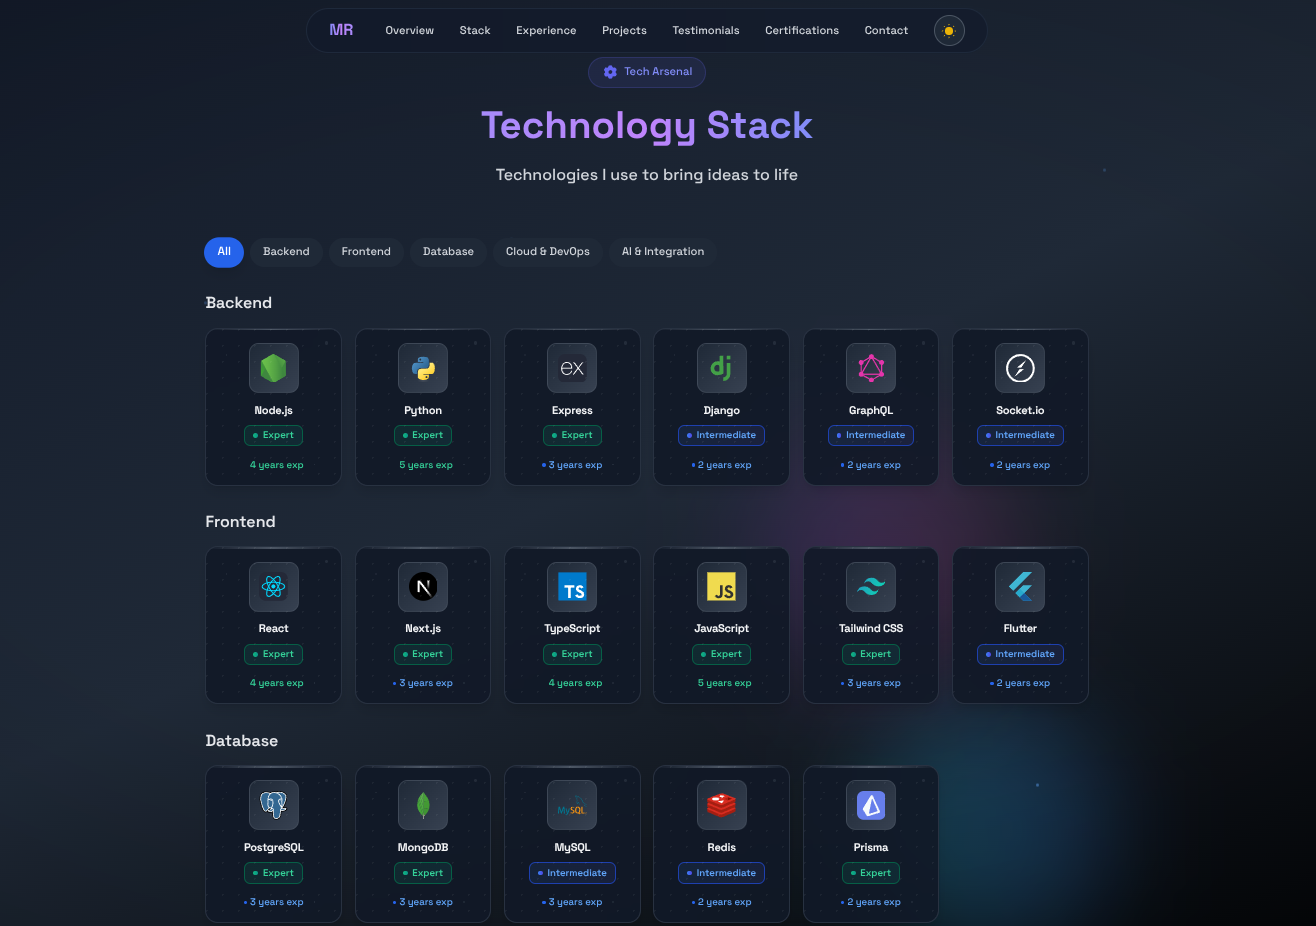 MR Overview Stack Experience Projects Testimonials Certifications Contact
Tech Arsenal
Technology Stack
Technologies I use to bring ideas to life
All Backend Frontend Database Cloud & DevOps AI & Integration
Backend
ex dj
Node.js Python Express Django GraphQL Socket.io
Expert Expert Expert Intermediate Intermediate Intermediate
4 years exp 5 years exp 3 years exp 2 years exp 2 years exp 2 years exp
Frontend
N TS JS
React Next.js TypeScript JavaScript Tailwind CSS Flutter
Expert Expert Expert Expert Expert Intermediate
4 years exp 3 years exp 4 years exp 5 years exp 3 years exp 2 years exp
Database
MySQL
PostgreSQL MongoDB MySQL Redis Prisma
Expert Expert Intermediate Intermediate Expert
3 years exp 3 years exp 3 years exp 2 years exp 2 years exp